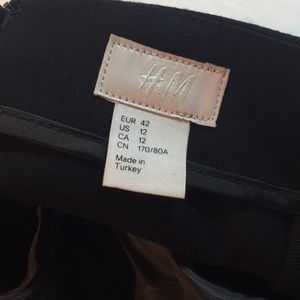 H&M
EUR 42
US 12
CA 12
CN 170/80A
Made in
Turkey